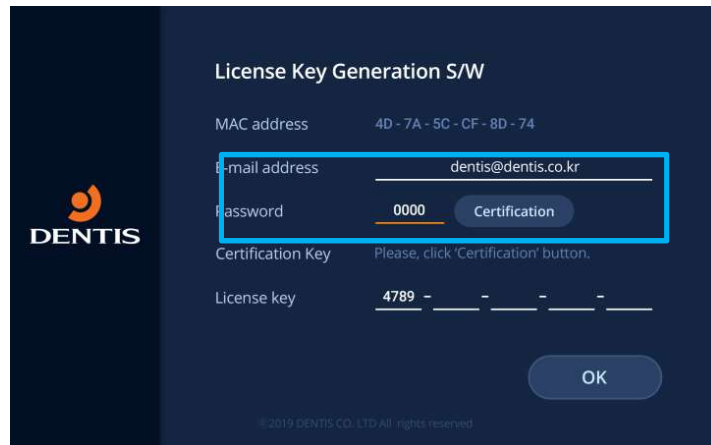 License Key Generation S/W
MAC address 4D - 7A - 5C - CF - 8D - 74
E-mail address dentis@dentis.co.kr
Password 0000 Certification
DENTIS
Certification Key Please, click 'Certification' button.
License key 4789 - - - -
OK
©2019 DENTIS CO. LTD All rights reserved